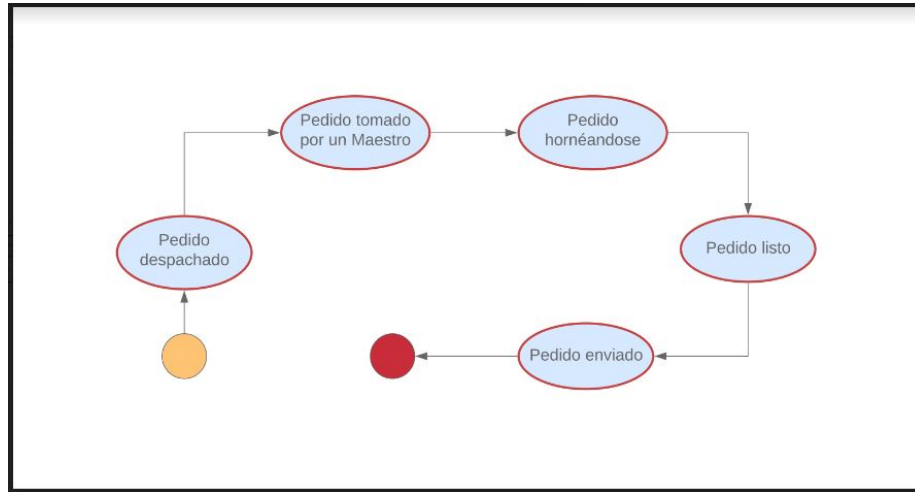 Pedido tomado
por un Maestro
Pedido
hornéandose
Pedido
despachado
Pedido listo
Pedido enviado